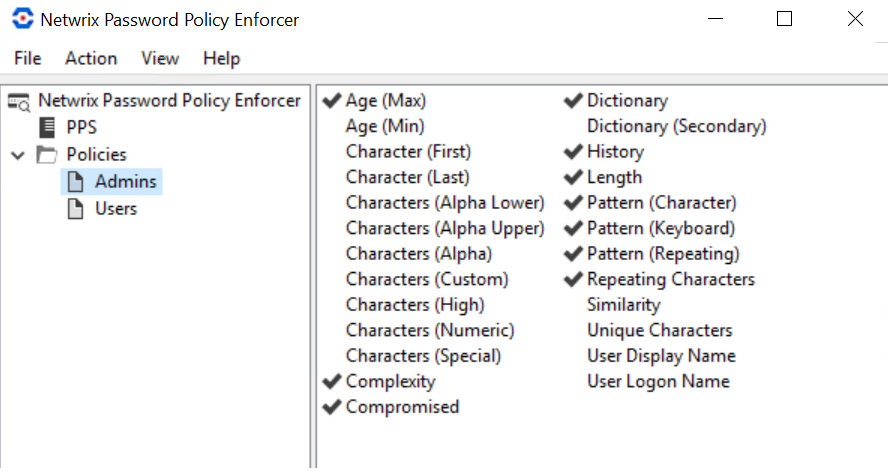 Netwrix Password Policy Enforcer
File Action View Help
Netwrix Password Policy Enforcer
PPS
Policies
Admins
Users
Age (Max)
Age (Min)
Character (First)
Character (Last)
Characters (Alpha Lower)
Characters (Alpha Upper)
Characters (Alpha)
Characters (Custom)
Characters (High)
Characters (Numeric)
Characters (Special)
Complexity
Compromised
Dictionary
Dictionary (Secondary)
History
Length
Pattern (Character)
Pattern (Keyboard)
Pattern (Repeating)
Repeating Characters
Similarity
Unique Characters
User Display Name
User Logon Name